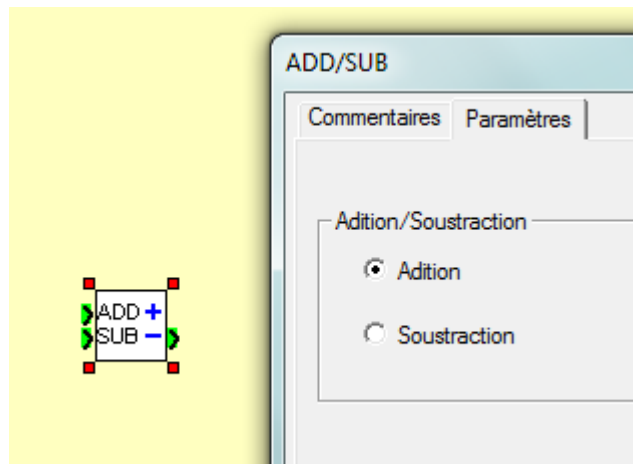 ADD/SUB
Commentaires Paramètres
Adition/Soustraction
Adition
Soustraction
ADD +
SUB −